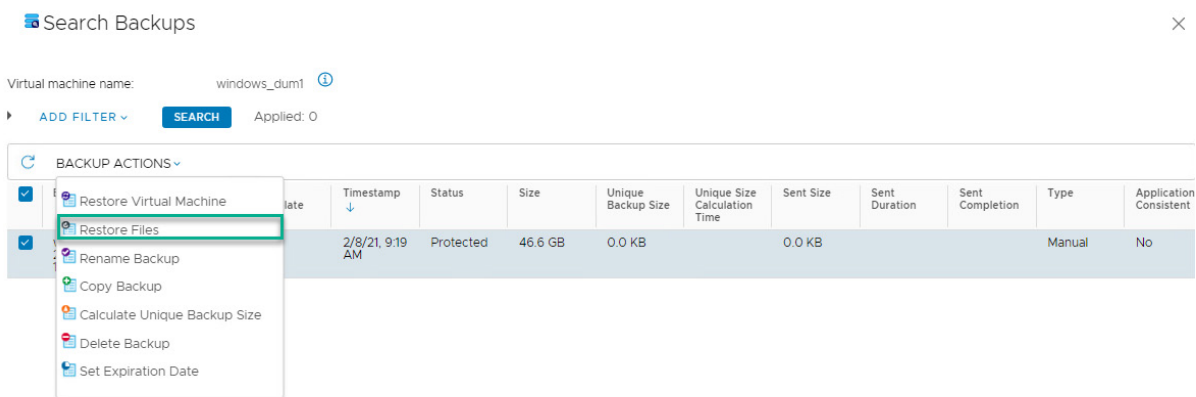 Search Backups
Virtual machine name: windows_dum1
ADD FILTER SEARCH Applied: 0
BACKUP ACTIONS
Timestamp Status Size Unique Backup Size Unique Size Calculation Time Sent Size Sent Duration Sent Completion Type Application Consistent
2/8/21, 9:19 AM Protected 46.6 GB 0.0 KB 0.0 KB Manual No
Restore Virtual Machine
Restore Files
Rename Backup
Copy Backup
Calculate Unique Backup Size
Delete Backup
Set Expiration Date